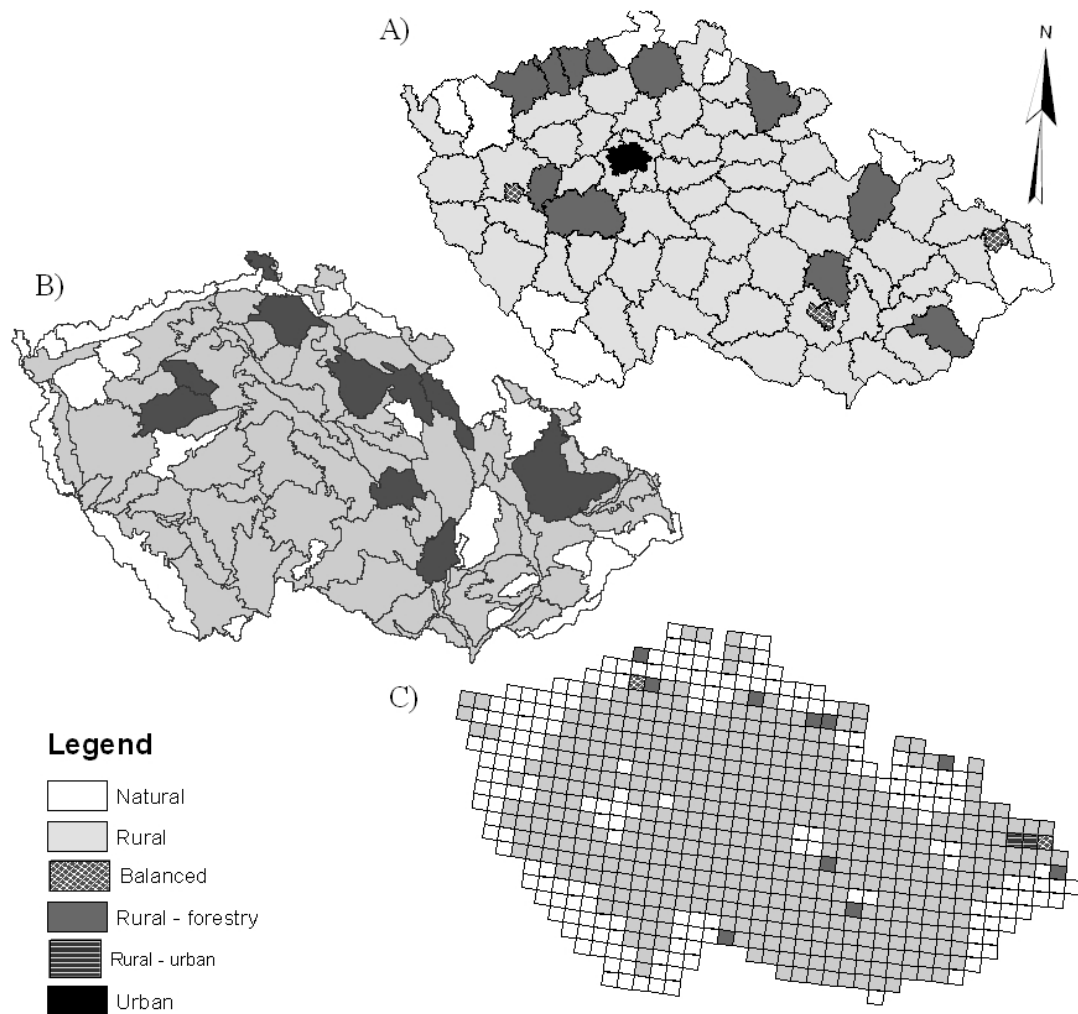 A)
N
B)
C)
Legend
Natural
Rural
Balanced
Rural - forestry
Rural - urban
Urban